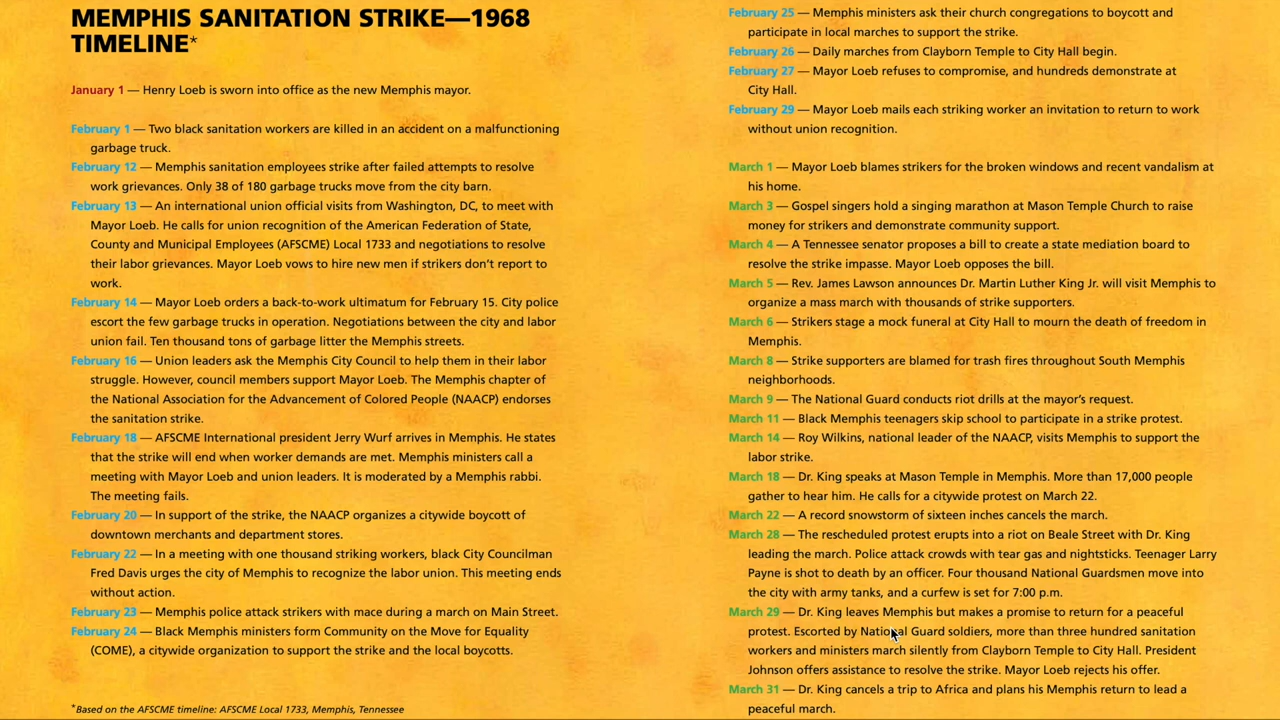 MEMPHIS SANITATION STRIKE—1968
TIMELINE*
January 1 — Henry Loeb is sworn into office as the new Memphis mayor.
February 1 — Two black sanitation workers are killed in an accident on a malfunctioning
garbage truck.
February 12 — Memphis sanitation employees strike after failed attempts to resolve
work grievances. Only 38 of 180 garbage trucks move from the city barn.
February 13 — An international union official visits from Washington, DC, to meet with
Mayor Loeb. He calls for union recognition of the American Federation of State,
County and Municipal Employees (AFSCME) Local 1733 and negotiations to resolve
their labor grievances. Mayor Loeb vows to hire new men if strikers don’t report to
work.
February 14 — Mayor Loeb orders a back-to-work ultimatum for February 15. City police
escort the few garbage trucks in operation. Negotiations between the city and labor
union fail. Ten thousand tons of garbage litter the Memphis streets.
February 16 — Union leaders ask the Memphis City Council to help them in their labor
struggle. However, council members support Mayor Loeb. The Memphis chapter of
the National Association for the Advancement of Colored People (NAACP) endorses
the sanitation strike.
February 18 — AFSCME International president Jerry Wurf arrives in Memphis. He states
that the strike will end when worker demands are met. Memphis ministers call a
meeting with Mayor Loeb and union leaders. It is moderated by a Memphis rabbi.
The meeting fails.
February 20 — In support of the strike, the NAACP organizes a citywide boycott of
downtown merchants and department stores.
February 22 — In a meeting with one thousand striking workers, black City Councilman
Fred Davis urges the city of Memphis to recognize the labor union. This meeting ends
without action.
February 23 — Memphis police attack strikers with mace during a march on Main Street.
February 24 — Black Memphis ministers form Community on the Move for Equality
(COME), a citywide organization to support the strike and the local boycotts.
*Based on the AFSCME timeline: AFSCME Local 1733, Memphis, Tennessee
February 25 — Memphis ministers ask their church congregations to boycott and
participate in local marches to support the strike.
February 26 — Daily marches from Clayborn Temple to City Hall begin.
February 27 — Mayor Loeb refuses to compromise, and hundreds demonstrate at
City Hall.
February 29 — Mayor Loeb mails each striking worker an invitation to return to work
without union recognition.
March 1 — Mayor Loeb blames strikers for the broken windows and recent vandalism at
his home.
March 3 — Gospel singers hold a singing marathon at Mason Temple Church to raise
money for strikers and demonstrate community support.
March 4 — A Tennessee senator proposes a bill to create a state mediation board to
resolve the strike impasse. Mayor Loeb opposes the bill.
March 5 — Rev. James Lawson announces Dr. Martin Luther King Jr. will visit Memphis to
organize a mass march with thousands of strike supporters.
March 6 — Strikers stage a mock funeral at City Hall to mourn the death of freedom in
Memphis.
March 8 — Strike supporters are blamed for trash fires throughout South Memphis
neighborhoods.
March 9 — The National Guard conducts riot drills at the mayor’s request.
March 11 — Black Memphis teenagers skip school to participate in a strike protest.
March 14 — Roy Wilkins, national leader of the NAACP, visits Memphis to support the
labor strike.
March 18 — Dr. King speaks at Mason Temple in Memphis. More than 17,000 people
gather to hear him. He calls for a citywide protest on March 22.
March 22 — A record snowstorm of sixteen inches cancels the march.
March 28 — The rescheduled protest erupts into a riot on Beale Street with Dr. King
leading the march. Police attack crowds with tear gas and nightsticks. Teenager Larry
Payne is shot to death by an officer. Four thousand National Guardsmen move into
the city with army tanks, and a curfew is set for 7:00 p.m.
March 29 — Dr. King leaves Memphis but makes a promise to return for a peaceful
protest. Escorted by National Guard soldiers, more than three hundred sanitation
workers and ministers march silently from Clayborn Temple to City Hall. President
Johnson offers assistance to resolve the strike. Mayor Loeb rejects his offer.
March 31 — Dr. King cancels a trip to Africa and plans his Memphis return to lead a
peaceful march.